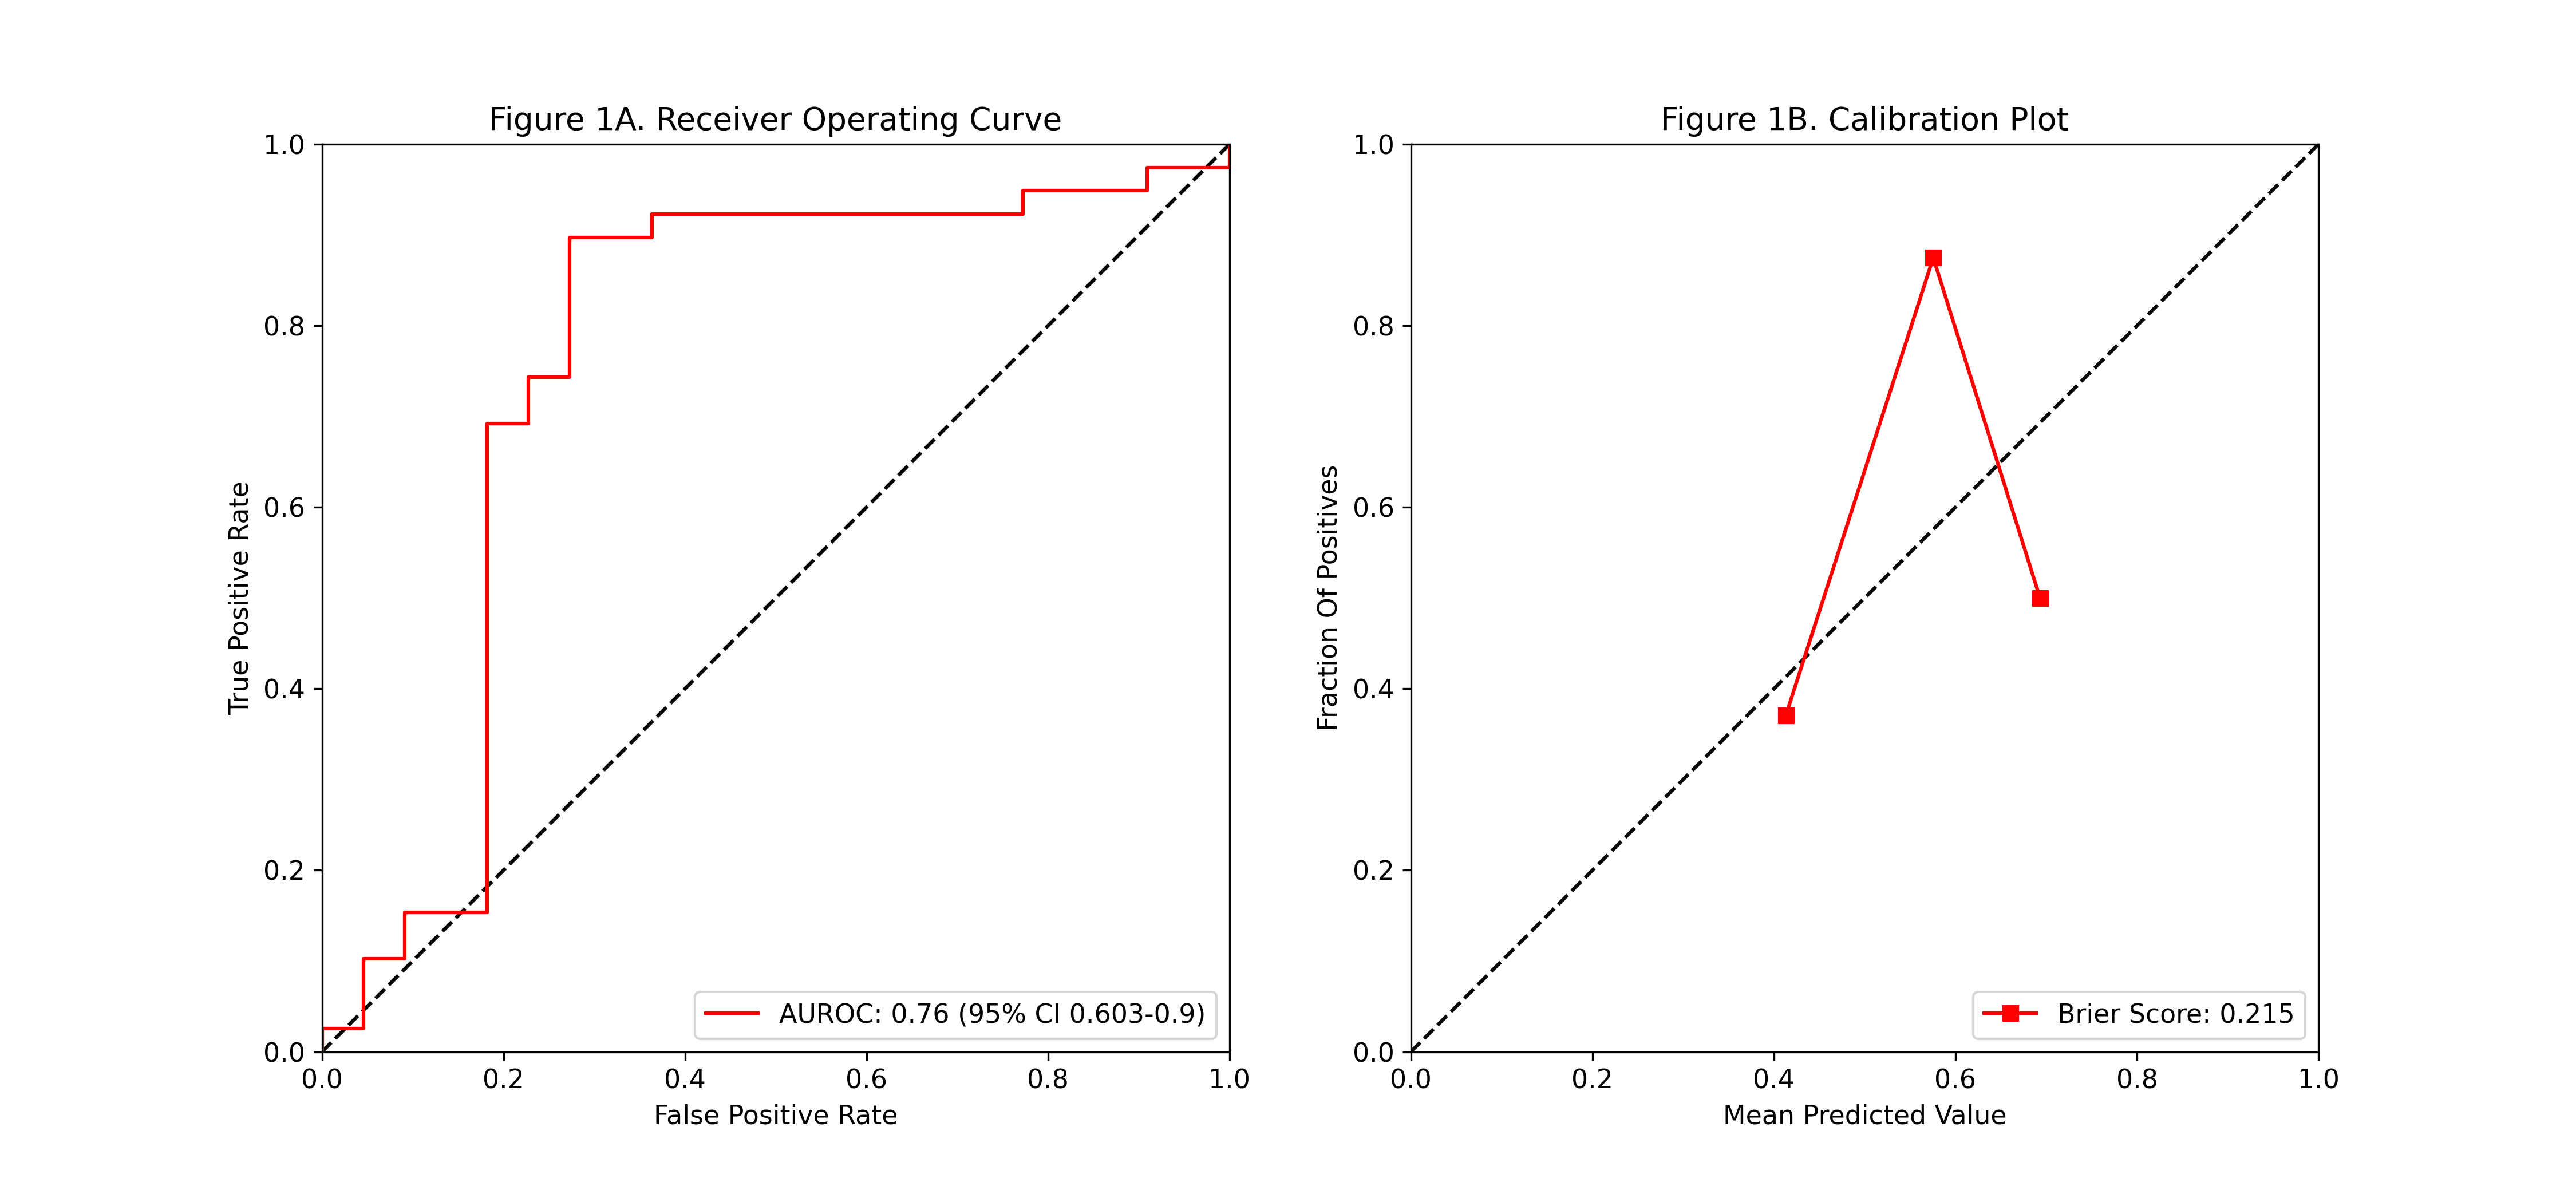 Figure 1A. Receiver Operating Curve
1.0
0.8
0.6
0.4
0.2
0.0
True Positive Rate
0.0 0.2 0.4 0.6 0.8 1.0
False Positive Rate
AUROC: 0.76 (95% CI 0.603-0.9)
Figure 1B. Calibration Plot
1.0
0.8
0.6
0.4
0.2
0.0
Fraction Of Positives
0.0 0.2 0.4 0.6 0.8 1.0
Mean Predicted Value
Brier Score: 0.215